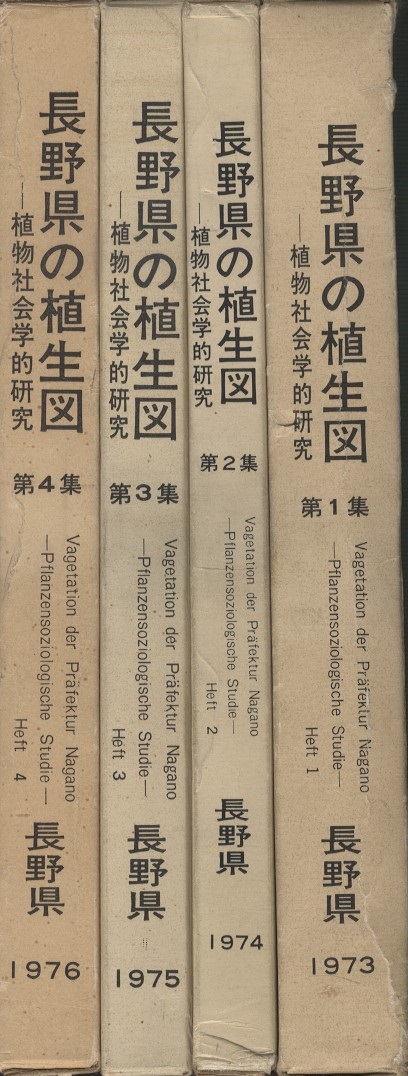 長野県の植生図
―植物社会学的研究
第4集
Vagetation der Präfektur Nagano
―Pflanzensoziologische Studie―
Heft 4
長野県
1976
長野県の植生図
―植物社会学的研究
第3集
Vagetation der Präfektur Nagano
―Pflanzensoziologische Studie―
Heft 3
長野県
1975
長野県の植生図
―植物社会学的研究
第2集
Vagetation der Präfektur Nagano
―Pflanzensoziologische Studie―
Heft 2
長野県
1974
長野県の植生図
―植物社会学的研究
第1集
Vagetation der Präfektur Nagano
―Pflanzensoziologische Studie―
Heft 1
長野県
1973